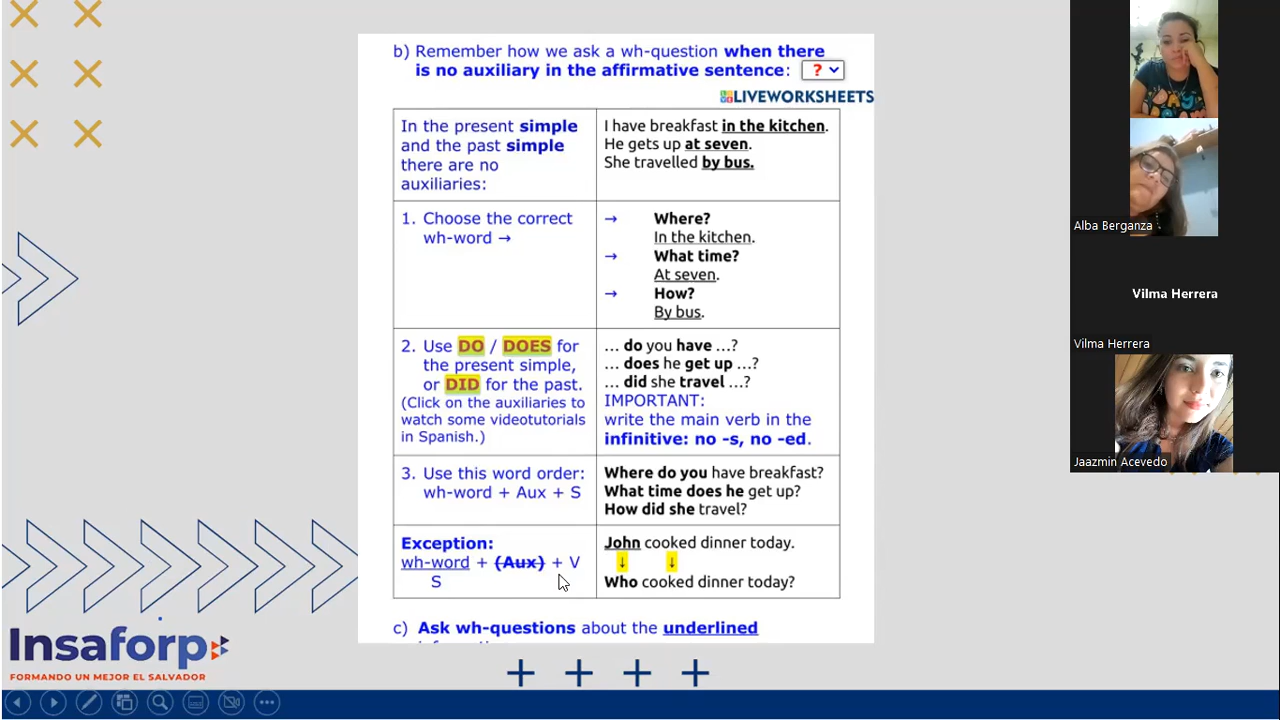 b) Remember how we ask a wh-question when there
is no auxiliary in the affirmative sentence: ?
LIVEWORKSHEETS
In the present simple
and the past simple
there are no
auxiliaries:
I have breakfast in the kitchen.
He gets up at seven.
She travelled by bus.
1. Choose the correct
wh-word →
→ Where?
In the kitchen.
→ What time?
At seven.
→ How?
By bus.
2. Use DO / DOES for
the present simple,
or DID for the past.
(Click on the auxiliaries to
watch some videotutorials
in Spanish.)
... do you have ...?
... does he get up ...?
... did she travel ...?
IMPORTANT:
write the main verb in the
infinitive: no -s, no -ed.
3. Use this word order:
wh-word + Aux + S
Where do you have breakfast?
What time does he get up?
How did she travel?
Exception:
wh-word + (Aux) + V
S
John cooked dinner today.
↓ ↓
Who cooked dinner today?
c) Ask wh-questions about the underlined
Insaforp
FORMANDO UN MEJOR EL SALVADOR
Alba Berganza
Vilma Herrera
Vilma Herrera
Jaazmin Acevedo